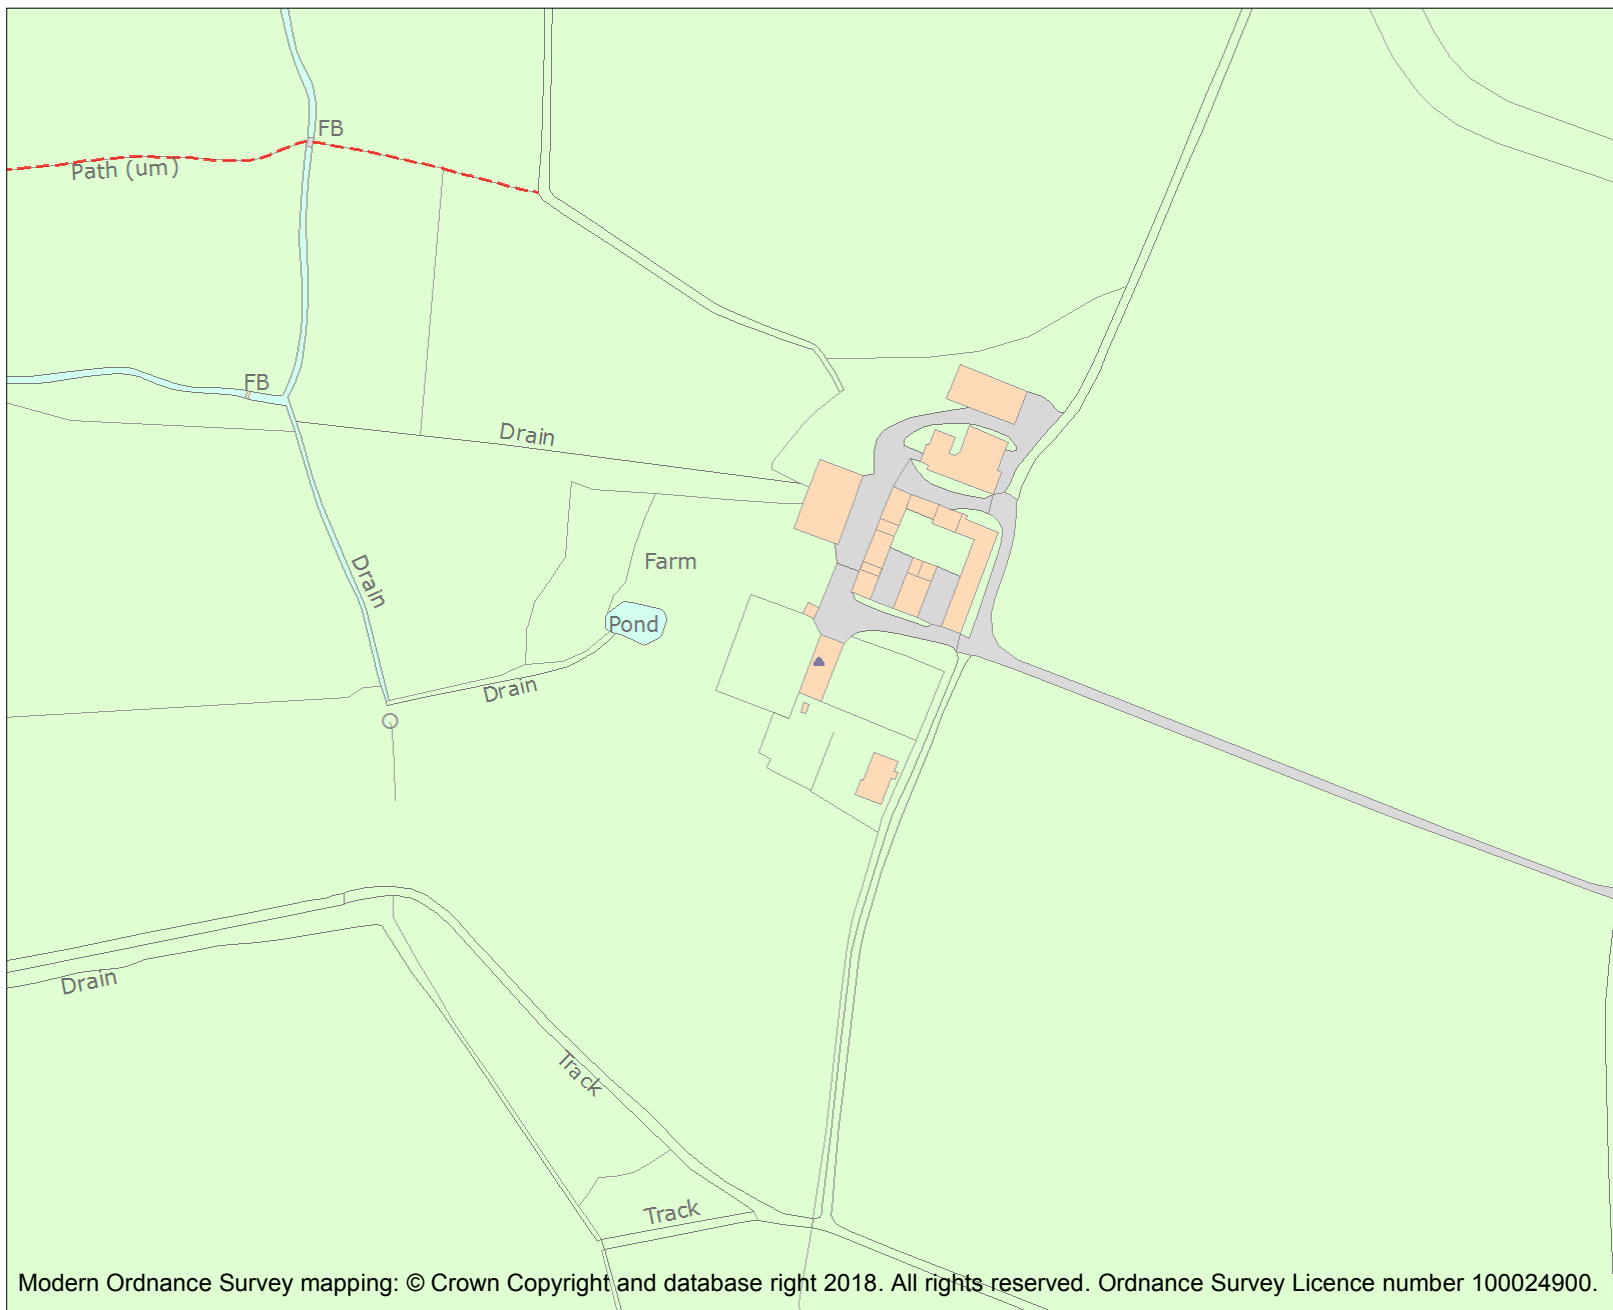 FB
Path (um)
FB
Drain
Drain
Farm
Pond
Drain
Drain
Track
Track
Modern Ordnance Survey mapping: © Crown Copyright and database right 2018. All rights reserved. Ordnance Survey Licence number 100024900.